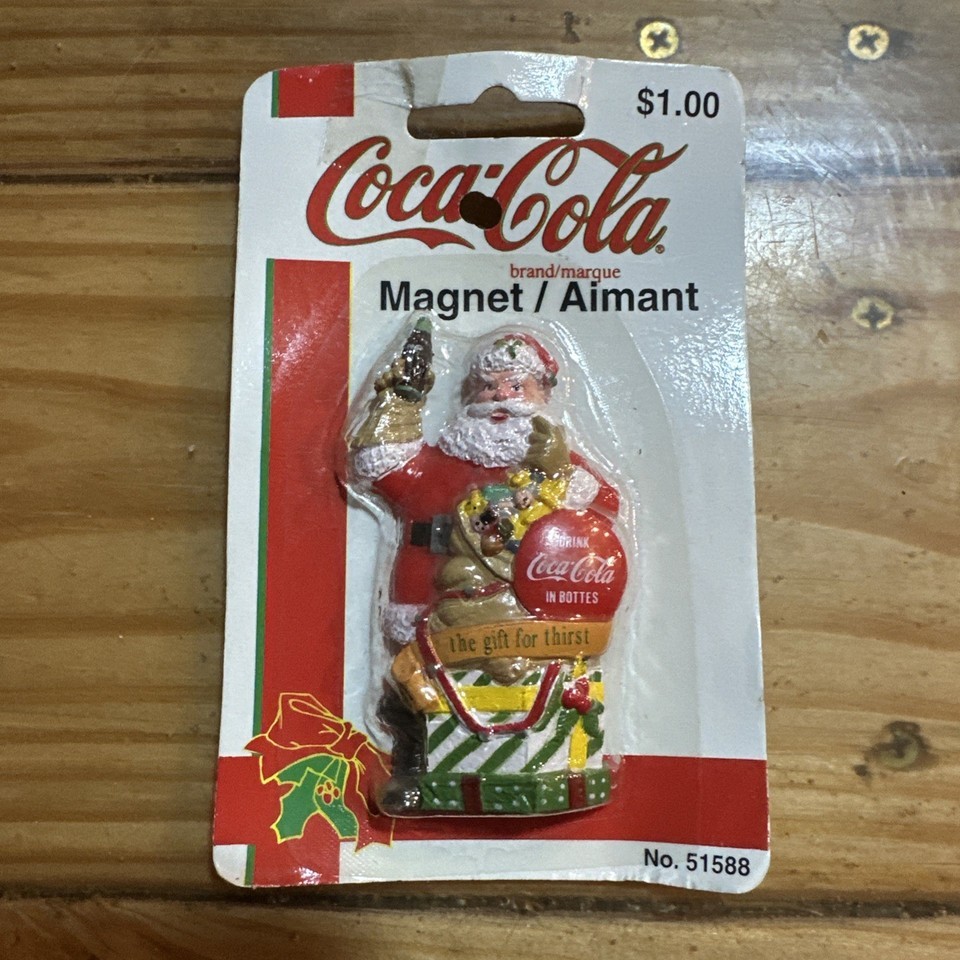 $1.00
Coca-Cola®
brand/marque
Magnet / Aimant
DRINK
Coca-Cola
IN BOTTES
the gift for thirst
No. 51588